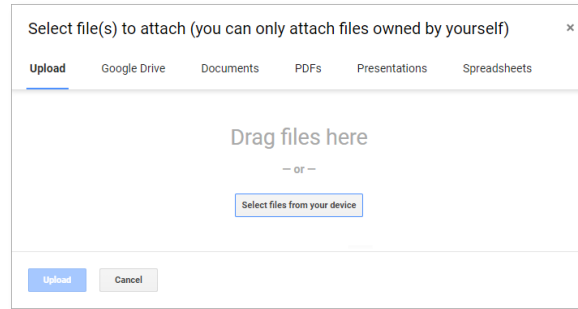 Select file(s) to attach (you can only attach files owned by yourself) ×
Upload Google Drive Documents PDFs Presentations Spreadsheets
Drag files here
— or —
Select files from your device
Upload Cancel